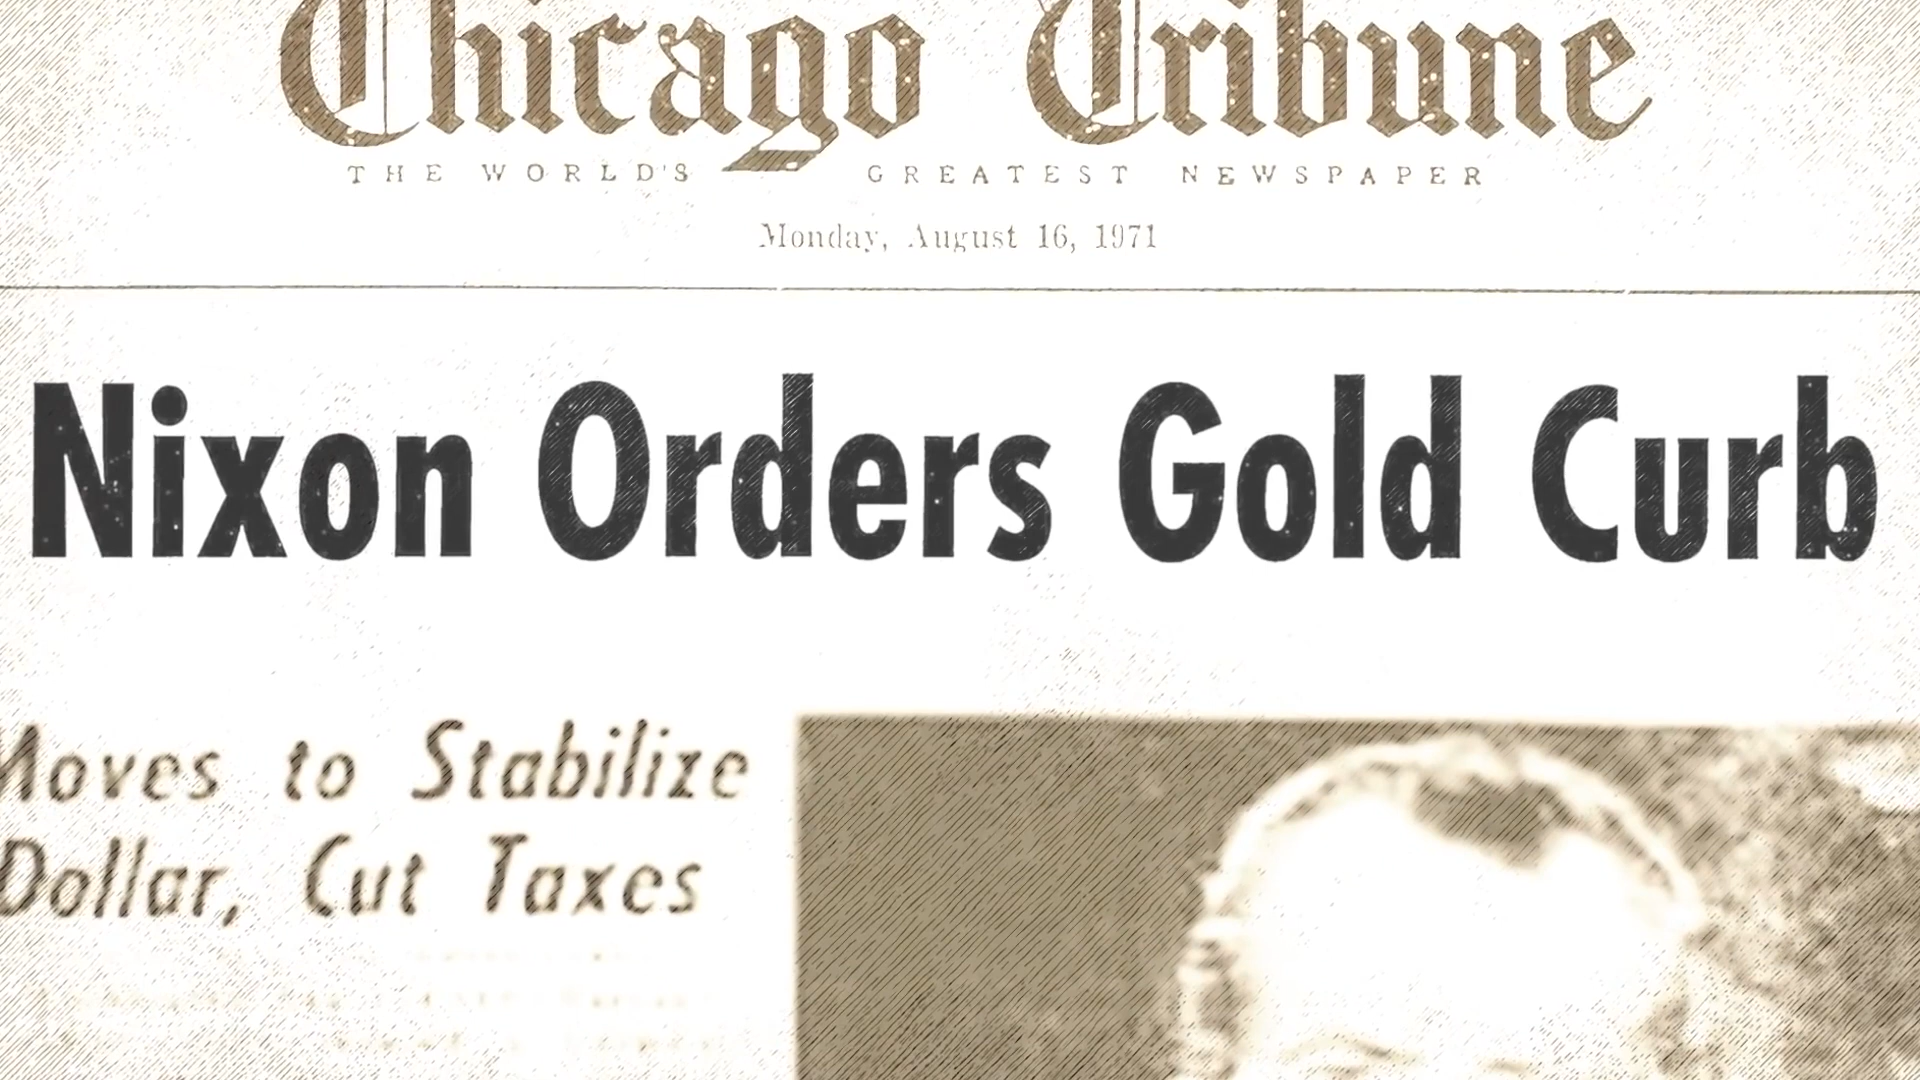 Chicago Tribune
THE WORLD'S GREATEST NEWSPAPER
Monday, August 16, 1971
Nixon Orders Gold Curb
Moves to Stabilize
Dollar, Cut Taxes